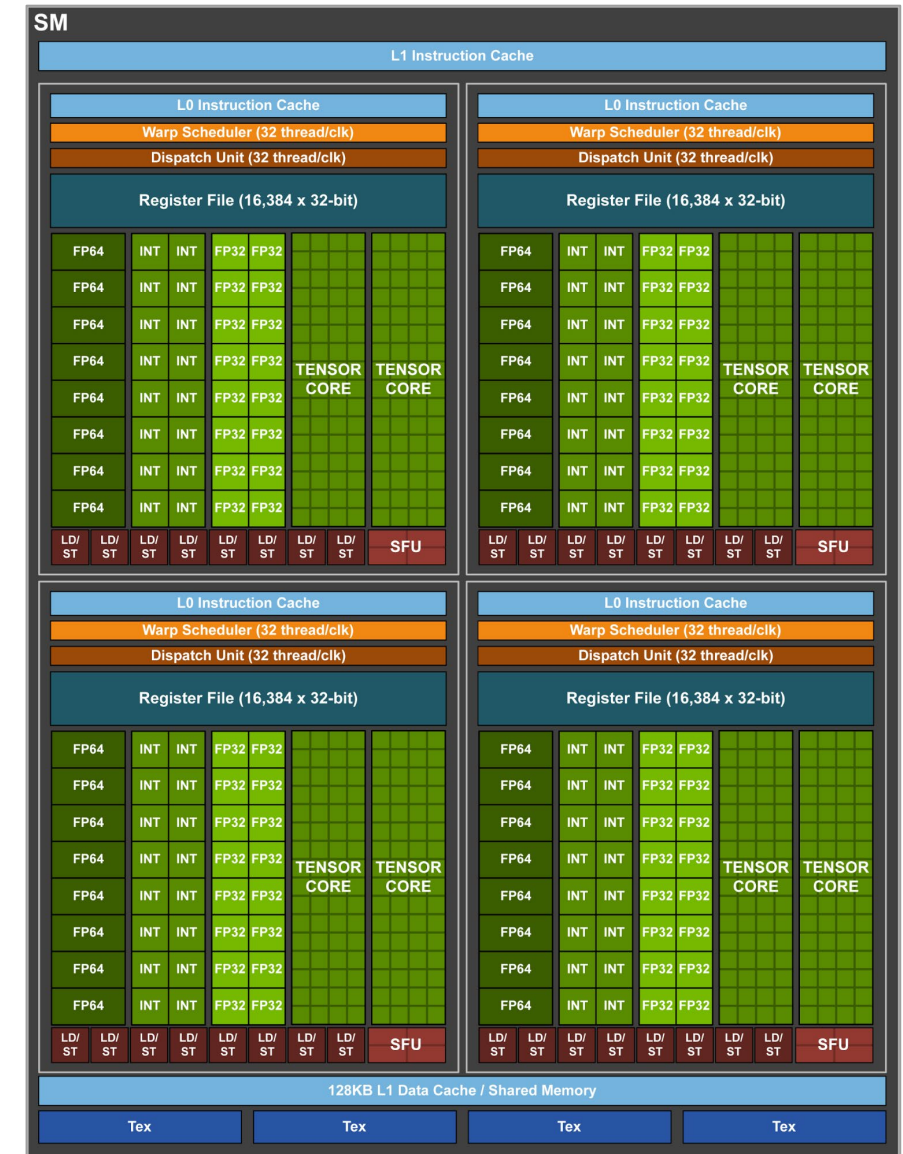 SM
L1 Instruction Cache
L0 Instruction Cache
Warp Scheduler (32 thread/clk)
Dispatch Unit (32 thread/clk)
Register File (16,384 x 32-bit)
FP64 INT INT FP32 FP32
FP64 INT INT FP32 FP32
FP64 INT INT FP32 FP32
FP64 INT INT FP32 FP32
FP64 INT INT FP32 FP32
FP64 INT INT FP32 FP32
FP64 INT INT FP32 FP32
FP64 INT INT FP32 FP32
TENSOR TENSOR
CORE CORE
LD/ LD/ LD/ LD/ LD/ LD/ LD/ LD/
ST ST ST ST ST ST ST ST
SFU
L0 Instruction Cache
Warp Scheduler (32 thread/clk)
Dispatch Unit (32 thread/clk)
Register File (16,384 x 32-bit)
FP64 INT INT FP32 FP32
FP64 INT INT FP32 FP32
FP64 INT INT FP32 FP32
FP64 INT INT FP32 FP32
FP64 INT INT FP32 FP32
FP64 INT INT FP32 FP32
FP64 INT INT FP32 FP32
FP64 INT INT FP32 FP32
TENSOR TENSOR
CORE CORE
LD/ LD/ LD/ LD/ LD/ LD/ LD/ LD/
ST ST ST ST ST ST ST ST
SFU
L0 Instruction Cache
Warp Scheduler (32 thread/clk)
Dispatch Unit (32 thread/clk)
Register File (16,384 x 32-bit)
FP64 INT INT FP32 FP32
FP64 INT INT FP32 FP32
FP64 INT INT FP32 FP32
FP64 INT INT FP32 FP32
FP64 INT INT FP32 FP32
FP64 INT INT FP32 FP32
FP64 INT INT FP32 FP32
FP64 INT INT FP32 FP32
TENSOR TENSOR
CORE CORE
LD/ LD/ LD/ LD/ LD/ LD/ LD/ LD/
ST ST ST ST ST ST ST ST
SFU
L0 Instruction Cache
Warp Scheduler (32 thread/clk)
Dispatch Unit (32 thread/clk)
Register File (16,384 x 32-bit)
FP64 INT INT FP32 FP32
FP64 INT INT FP32 FP32
FP64 INT INT FP32 FP32
FP64 INT INT FP32 FP32
FP64 INT INT FP32 FP32
FP64 INT INT FP32 FP32
FP64 INT INT FP32 FP32
FP64 INT INT FP32 FP32
TENSOR TENSOR
CORE CORE
LD/ LD/ LD/ LD/ LD/ LD/ LD/ LD/
ST ST ST ST ST ST ST ST
SFU
128KB L1 Data Cache / Shared Memory
Tex Tex Tex Tex